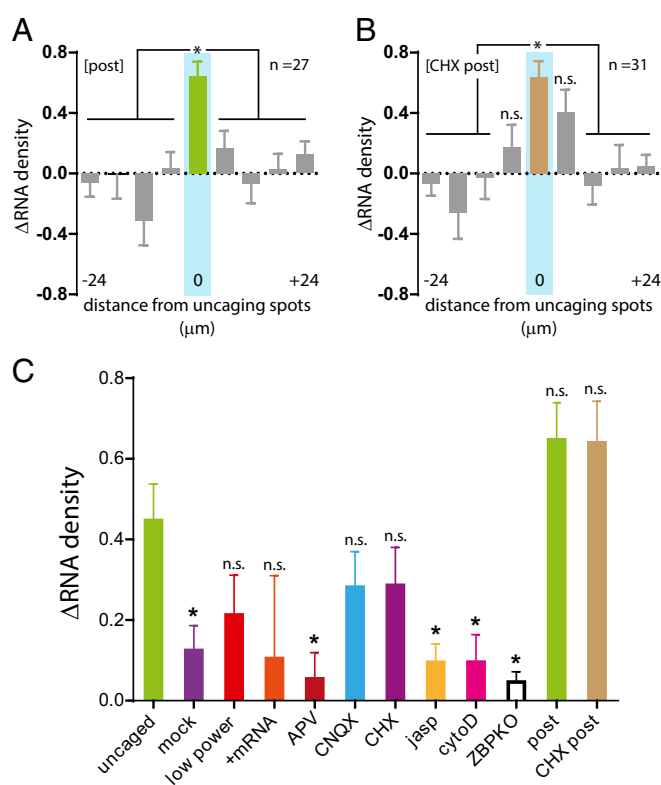 A
0.8
0.4
0.0
-0.4
-0.8
ΔRNA density
[post]
*
n =27
-24
0
+24
distance from uncaging spots
(μm)
B
0.8
0.4
0.0
-0.4
-0.8
ΔRNA density
[CHX post]
*
n =31
n.s.
n.s.
-24
0
+24
distance from uncaging spots
(μm)
C
0.8
0.6
0.4
0.2
0.0
ΔRNA density
*
n.s.
n.s.
*
n.s.
n.s.
*
*
*
n.s.
n.s.
uncaged
mock
low power
+mRNA
APV
CNQX
CHX
jasp
cytoD
ZBPKO
post
CHX post